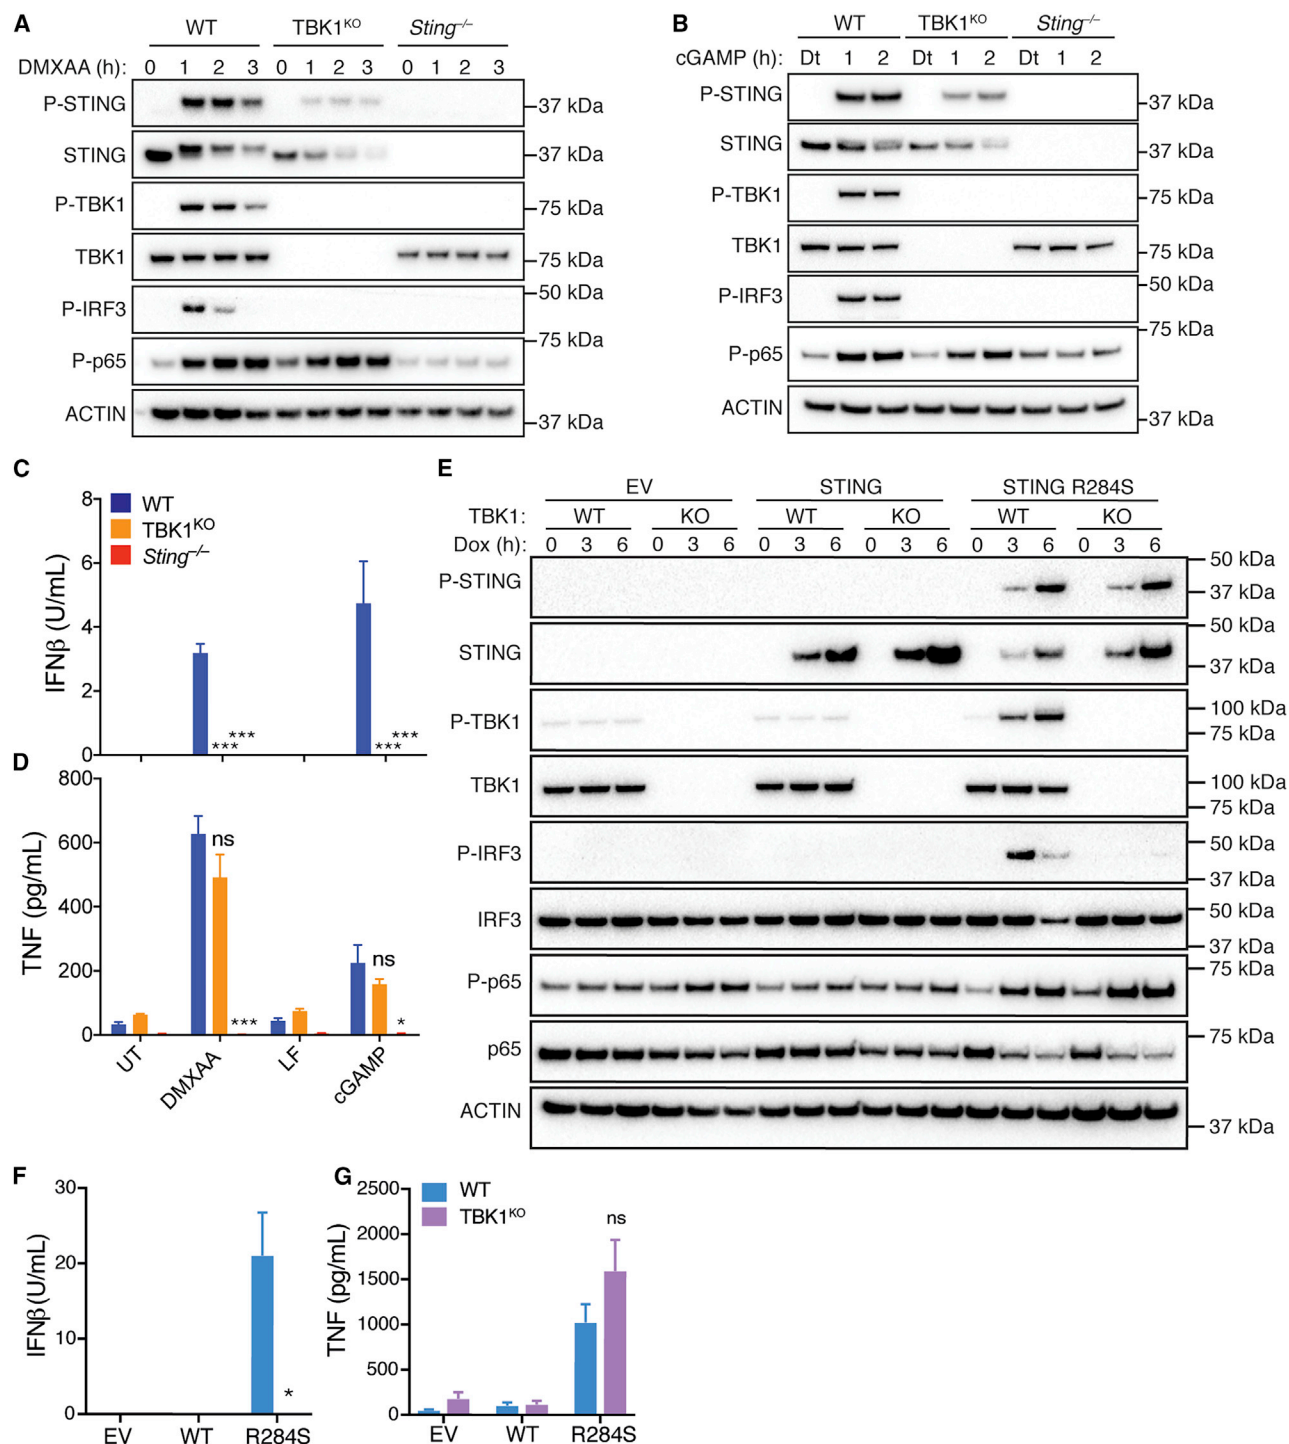 A
WT TBK1KO Sting–/–
DMXAA (h): 0 1 2 3 0 1 2 3 0 1 2 3
P-STING 37 kDa
STING 37 kDa
P-TBK1 75 kDa
TBK1 75 kDa
P-IRF3 50 kDa
75 kDa
P-p65
ACTIN 37 kDa
B
WT TBK1KO Sting–/–
cGAMP (h): Dt 1 2 Dt 1 2 Dt 1 2
P-STING 37 kDa
STING 37 kDa
P-TBK1 75 kDa
TBK1 75 kDa
P-IRF3 50 kDa
75 kDa
P-p65
ACTIN 37 kDa
C
IFNβ (U/mL)
8
6
4
2
0
WT
TBK1KO
Sting–/–
*** ***
*** ***
D
TNF (pg/mL)
800
600
400
200
0
ns
***
ns
*
UT DMXAA LF cGAMP
E
EV STING STING R284S
TBK1: WT KO WT KO WT KO
Dox (h): 0 3 6 0 3 6 0 3 6 0 3 6 0 3 6 0 3 6
50 kDa
P-STING 37 kDa
50 kDa
STING 37 kDa
100 kDa
P-TBK1 75 kDa
TBK1 100 kDa
75 kDa
50 kDa
P-IRF3
37 kDa
IRF3 50 kDa
37 kDa
75 kDa
P-p65
75 kDa
p65
ACTIN 37 kDa
F
IFNβ (U/mL)
30
20
10
0
*
EV WT R284S
G
TNF (pg/mL)
2500
2000
1500
1000
500
0
WT
TBK1KO
ns
EV WT R284S